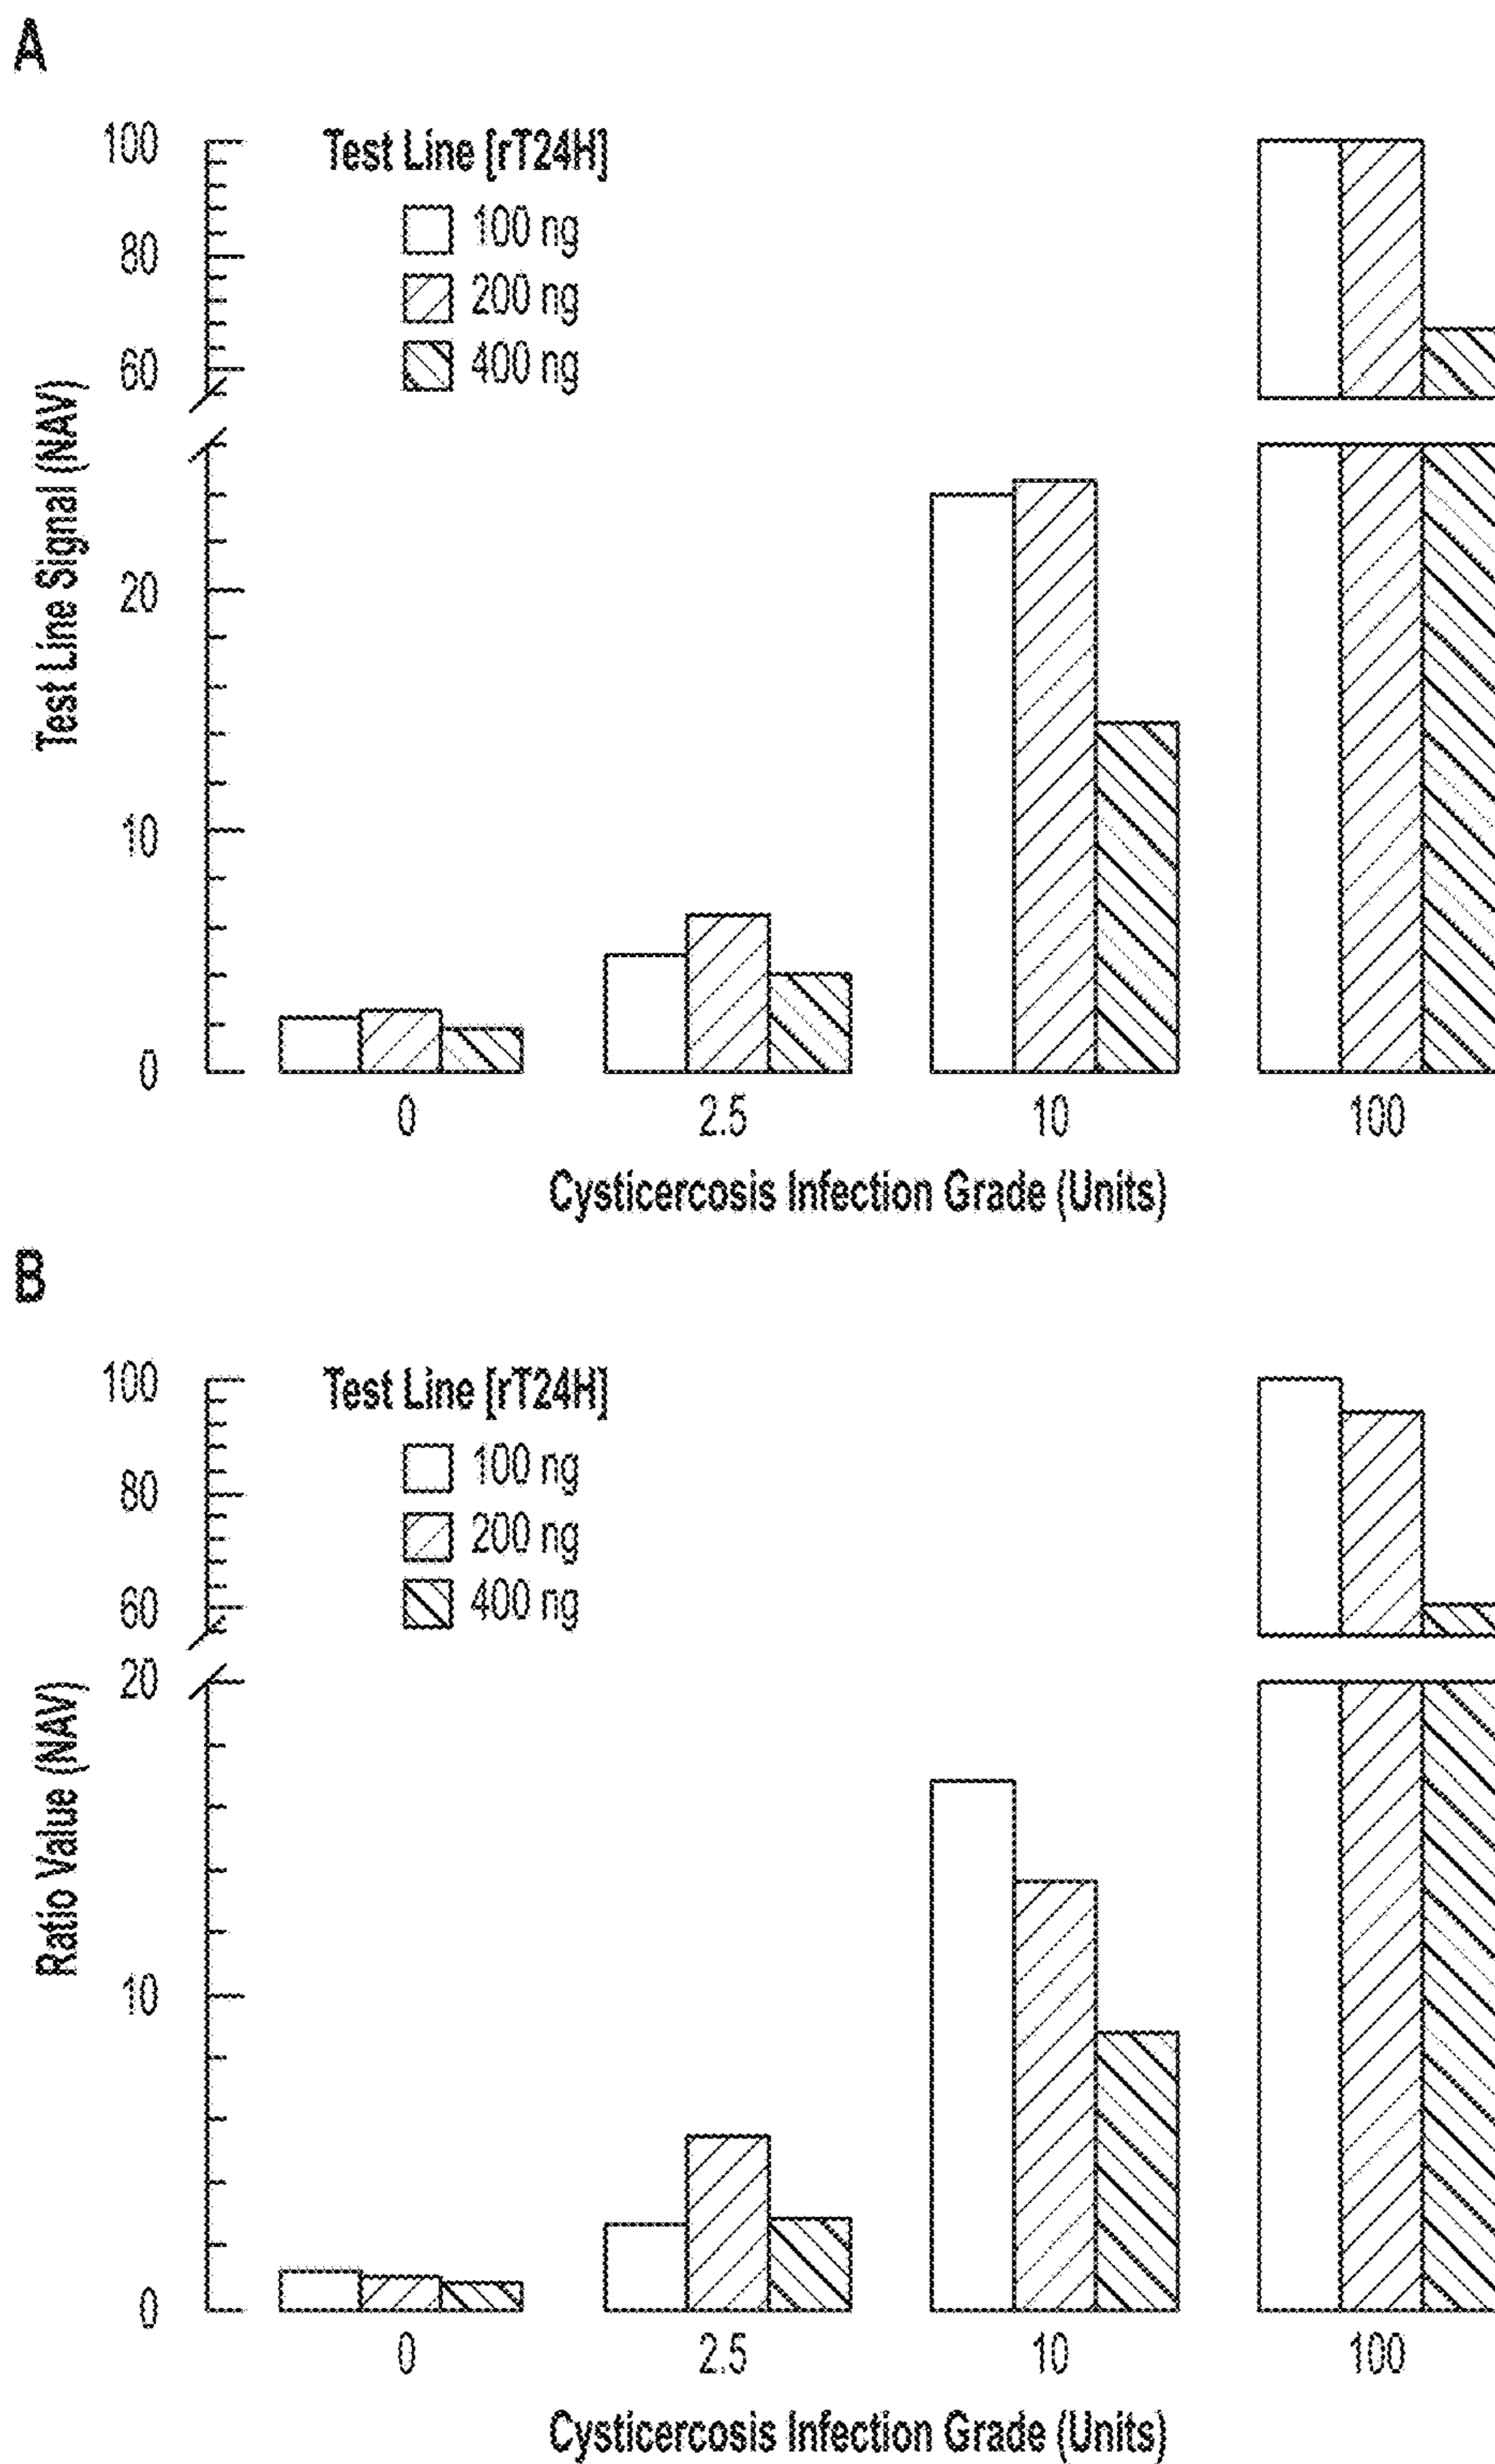 A
Test Line [rT24H]
100 ng
200 ng
400 ng
100
80
60
20
10
0
Test Line Signal (NAV)
0 2.5 10 100
Cysticercosis Infection Grade (Units)
B
Test Line [rT24H]
100 ng
200 ng
400 ng
100
80
60
20
10
0
Ratio Value (NAV)
0 2.5 10 100
Cysticercosis Infection Grade (Units)